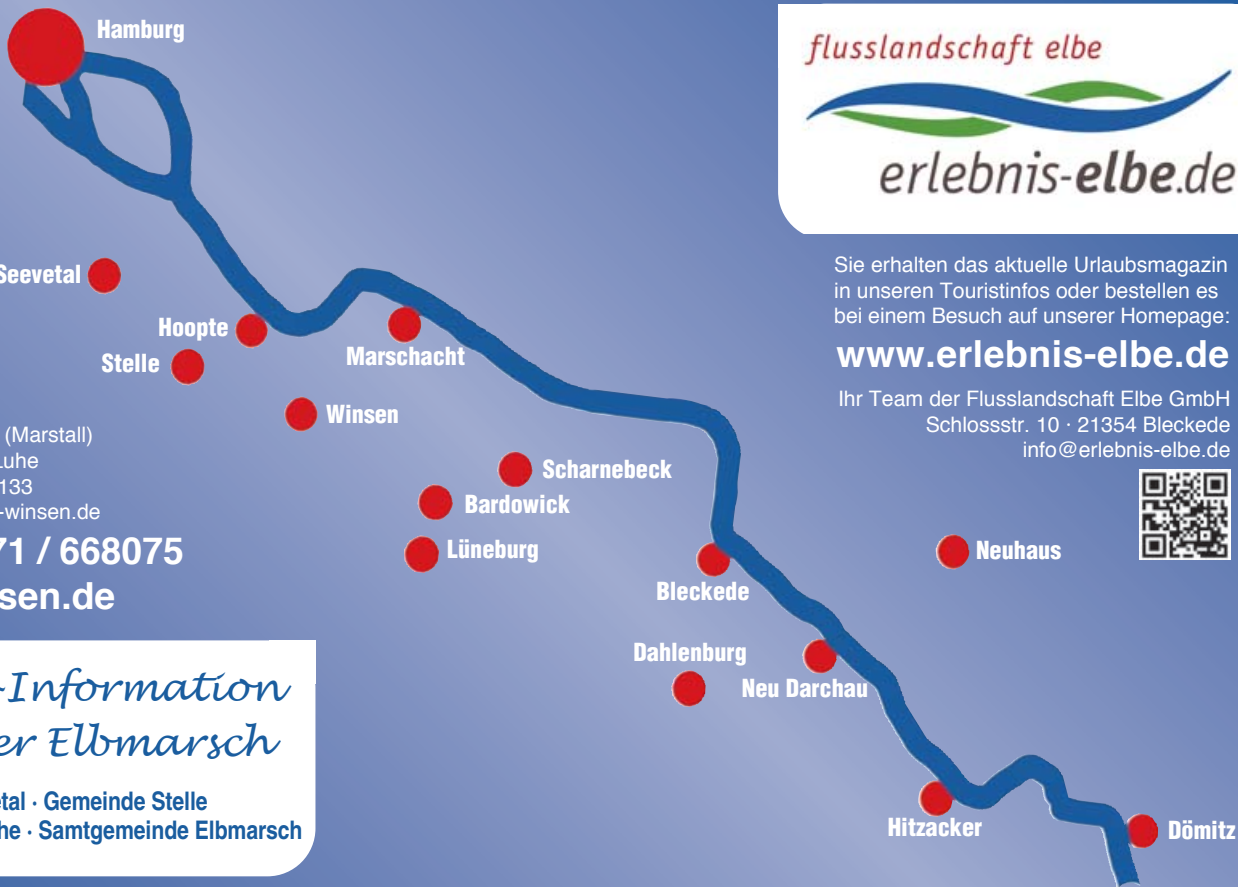 Hamburg
flusslandschaft elbe
erlebnis-elbe.de
Seevetal
Hoopte
Stelle
Marschacht
Winsen
Scharnebeck
Bardowick
Lüneburg
Bleckede
Neuhaus
Dahlenburg
Neu Darchau
Hitzacker
Dömitz
Sie erhalten das aktuelle Urlaubsmagazin
in unseren Touristinfos oder bestellen es
bei einem Besuch auf unserer Homepage:
www.erlebnis-elbe.de
Ihr Team der Flusslandschaft Elbe GmbH
Schlossstr. 10 · 21354 Bleckede
info@erlebnis-elbe.de
(Marstall)
Luhe
133
-winsen.de
71 / 668075
sen.de
-Information
er Elbmarsch
etal · Gemeinde Stelle
he · Samtgemeinde Elbmarsch